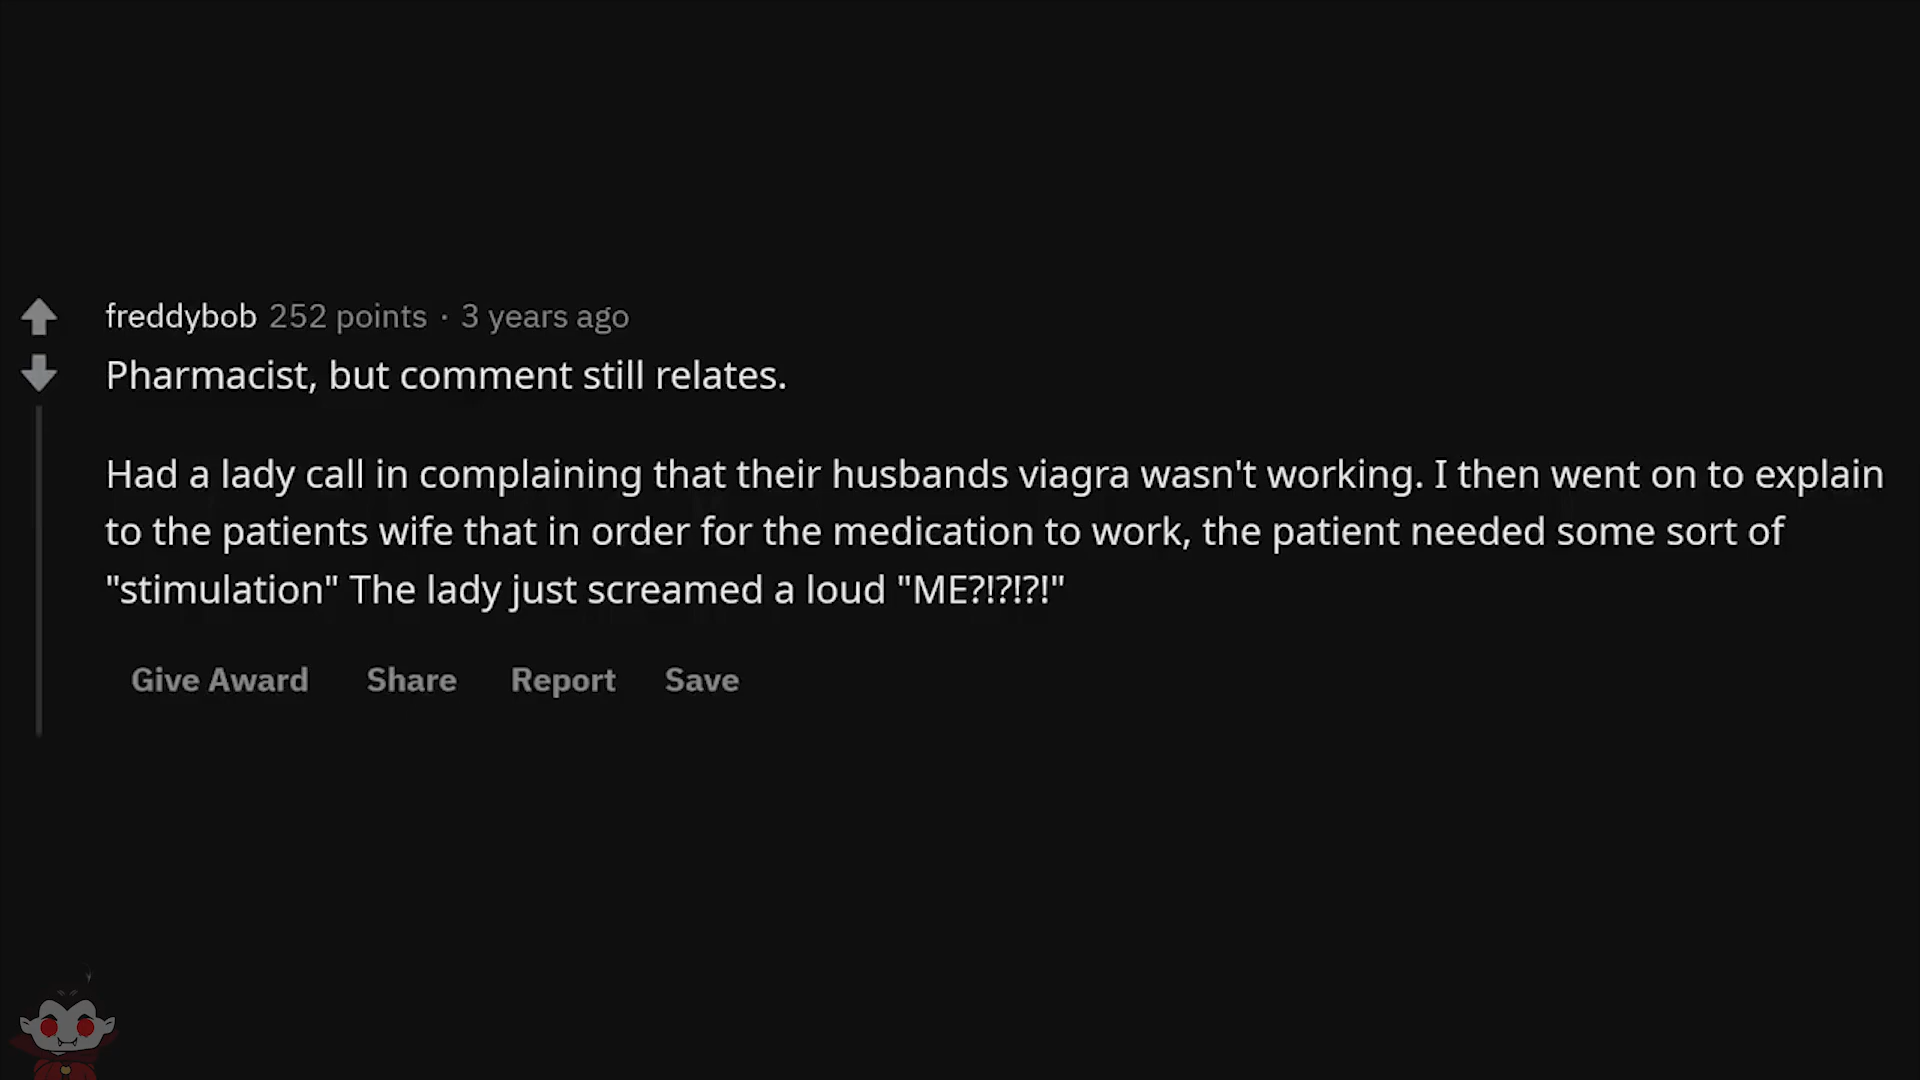 freddybob 252 points · 3 years ago
Pharmacist, but comment still relates.
Had a lady call in complaining that their husbands viagra wasn't working. I then went on to explain
to the patients wife that in order for the medication to work, the patient needed some sort of
"stimulation" The lady just screamed a loud "ME?!?!?!"
Give Award Share Report Save